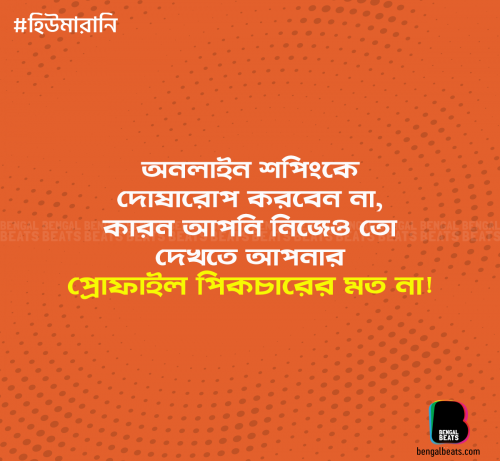 #হিউমারানি
অনলাইন শপিংকে
দোষারোপ করবেন না,
কারন আপনি নিজেও তো
দেখতে আপনার
প্রোফাইল পিকচারের মত না!
BENGAL
BEATS
bengalbeats.com